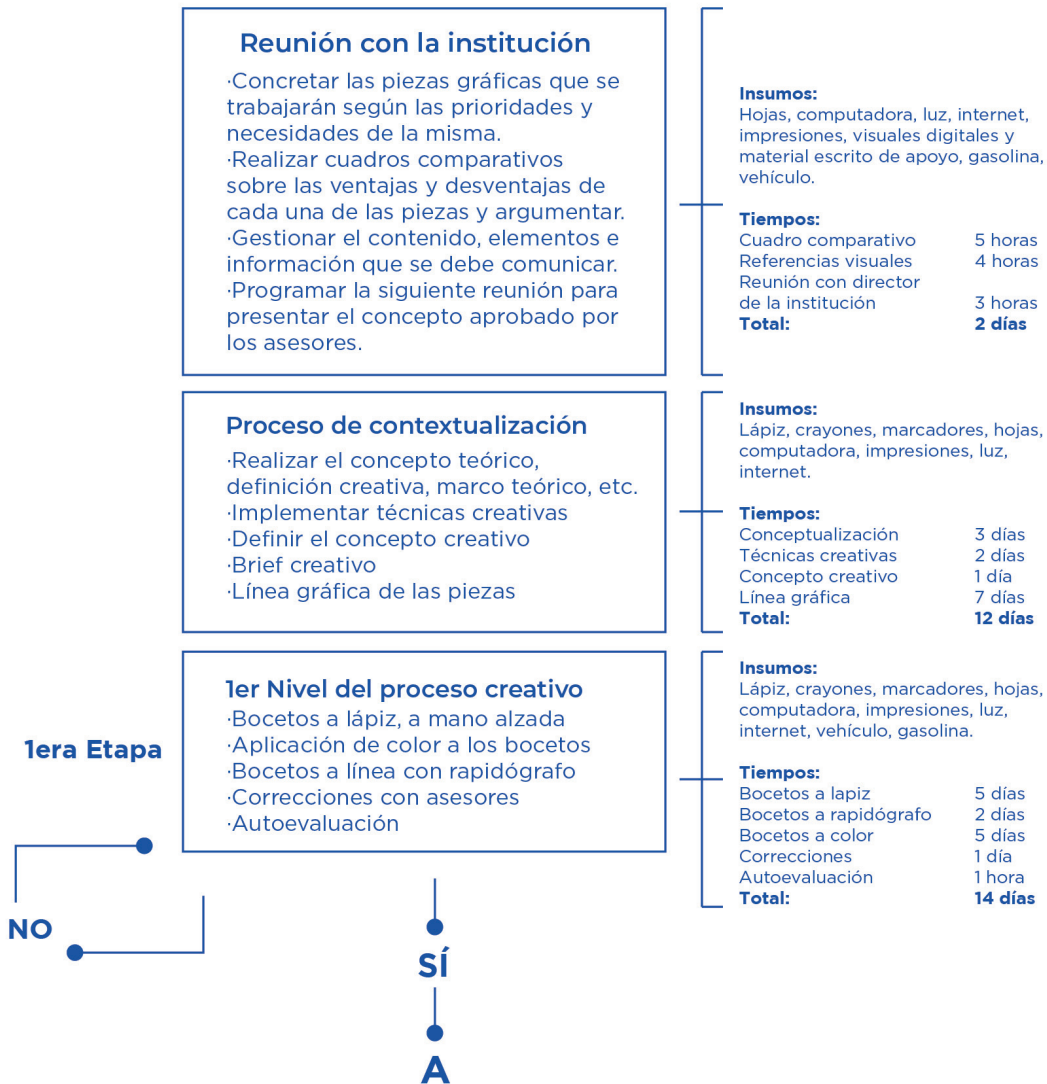 Reunión con la institución
·Concretar las piezas gráficas que se
trabajarán según las prioridades y
necesidades de la misma.
·Realizar cuadros comparativos
sobre las ventajas y desventajas de
cada una de las piezas y argumentar.
·Gestionar el contenido, elementos e
información que se debe comunicar.
·Programar la siguiente reunión para
presentar el concepto aprobado por
los asesores.
Insumos:
Hojas, computadora, luz, internet,
impresiones, visuales digitales y
material escrito de apoyo, gasolina,
vehículo.
Tiempos:
Cuadro comparativo 5 horas
Referencias visuales 4 horas
Reunión con director
de la institución 3 horas
Total: 2 días
Proceso de contextualización
·Realizar el concepto teórico,
definición creativa, marco teórico, etc.
·Implementar técnicas creativas
·Definir el concepto creativo
·Brief creativo
·Línea gráfica de las piezas
Insumos:
Lápiz, crayones, marcadores, hojas,
computadora, impresiones, luz,
internet.
Tiempos:
Conceptualización 3 días
Técnicas creativas 2 días
Concepto creativo 1 día
Línea gráfica 7 días
Total: 12 días
1era Etapa
1er Nivel del proceso creativo
·Bocetos a lápiz, a mano alzada
·Aplicación de color a los bocetos
·Bocetos a línea con rapidógrafo
·Correcciones con asesores
·Autoevaluación
Insumos:
Lápiz, crayones, marcadores, hojas,
computadora, impresiones, luz,
internet, vehículo, gasolina.
Tiempos:
Bocetos a lapiz 5 días
Bocetos a rapidógrafo 2 días
Bocetos a color 5 días
Correcciones 1 día
Autoevaluación 1 hora
Total: 14 días
NO
SÍ
A